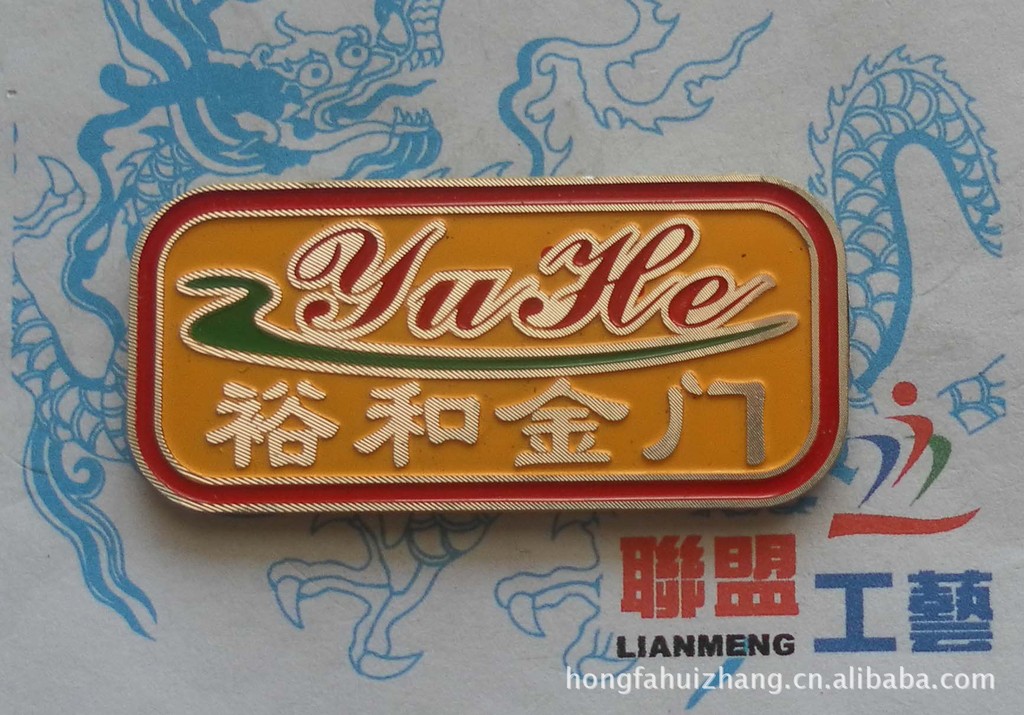 YuHe
裕和金门
聯盟
工藝
LIANMENG
hongfahuizhang.cn.alibaba.com